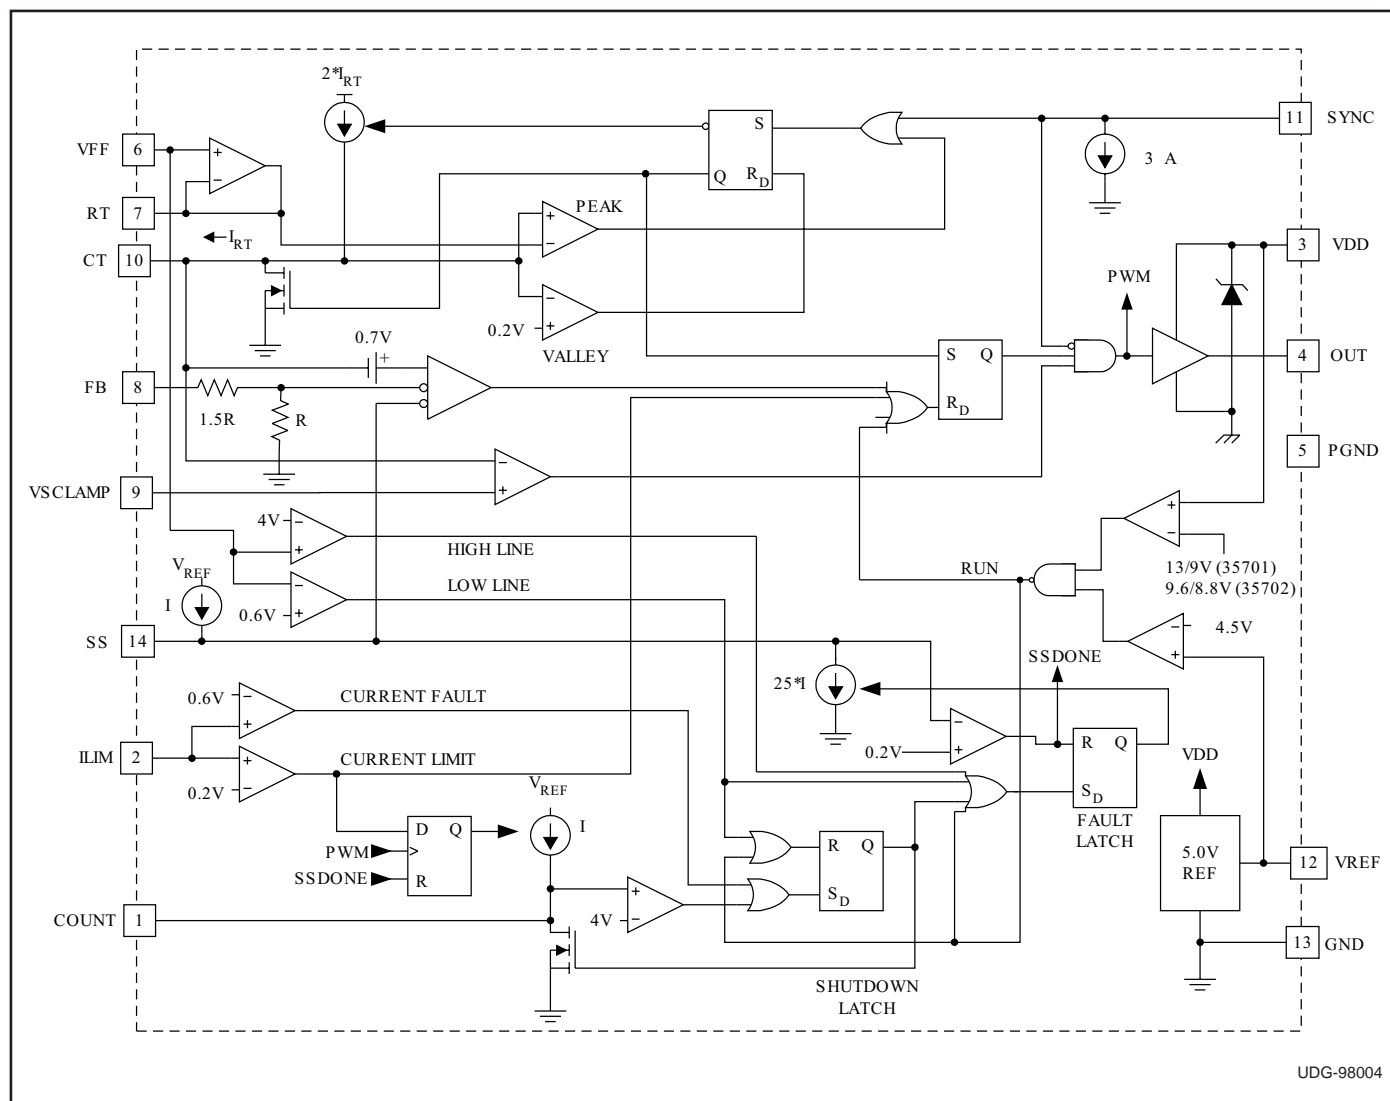 2*I_RT
S
11
SYNC
6
VFF
+
−
3 A
Q
R_D
PEAK
7
RT
+
−
I_RT
3
VDD
10
CT
PWM
−
+
0.2V
VALLEY
0.7V
+
S
Q
4
OUT
8
FB
R_D
1.5R
R
5
PGND
−
+
9
VSCLAMP
+
−
4V
−
+
HIGH LINE
13/9V (35701)
9.6/8.8V (35702)
RUN
V_REF
LOW LINE
−
+
0.6V
I
−
4.5V
+
14
SS
SSDONE
25*I
0.6V
−
+
CURRENT FAULT
−
+
0.2V
R
Q
S_D
2
ILIM
+
−
0.2V
CURRENT LIMIT
VDD
V_REF
I
FAULT
LATCH
D
Q
PWM
>
R
SSDONE
R
Q
S_D
5.0V
REF
12
VREF
+
−
4V
1
COUNT
13
GND
SHUTDOWN
LATCH
UDG-98004